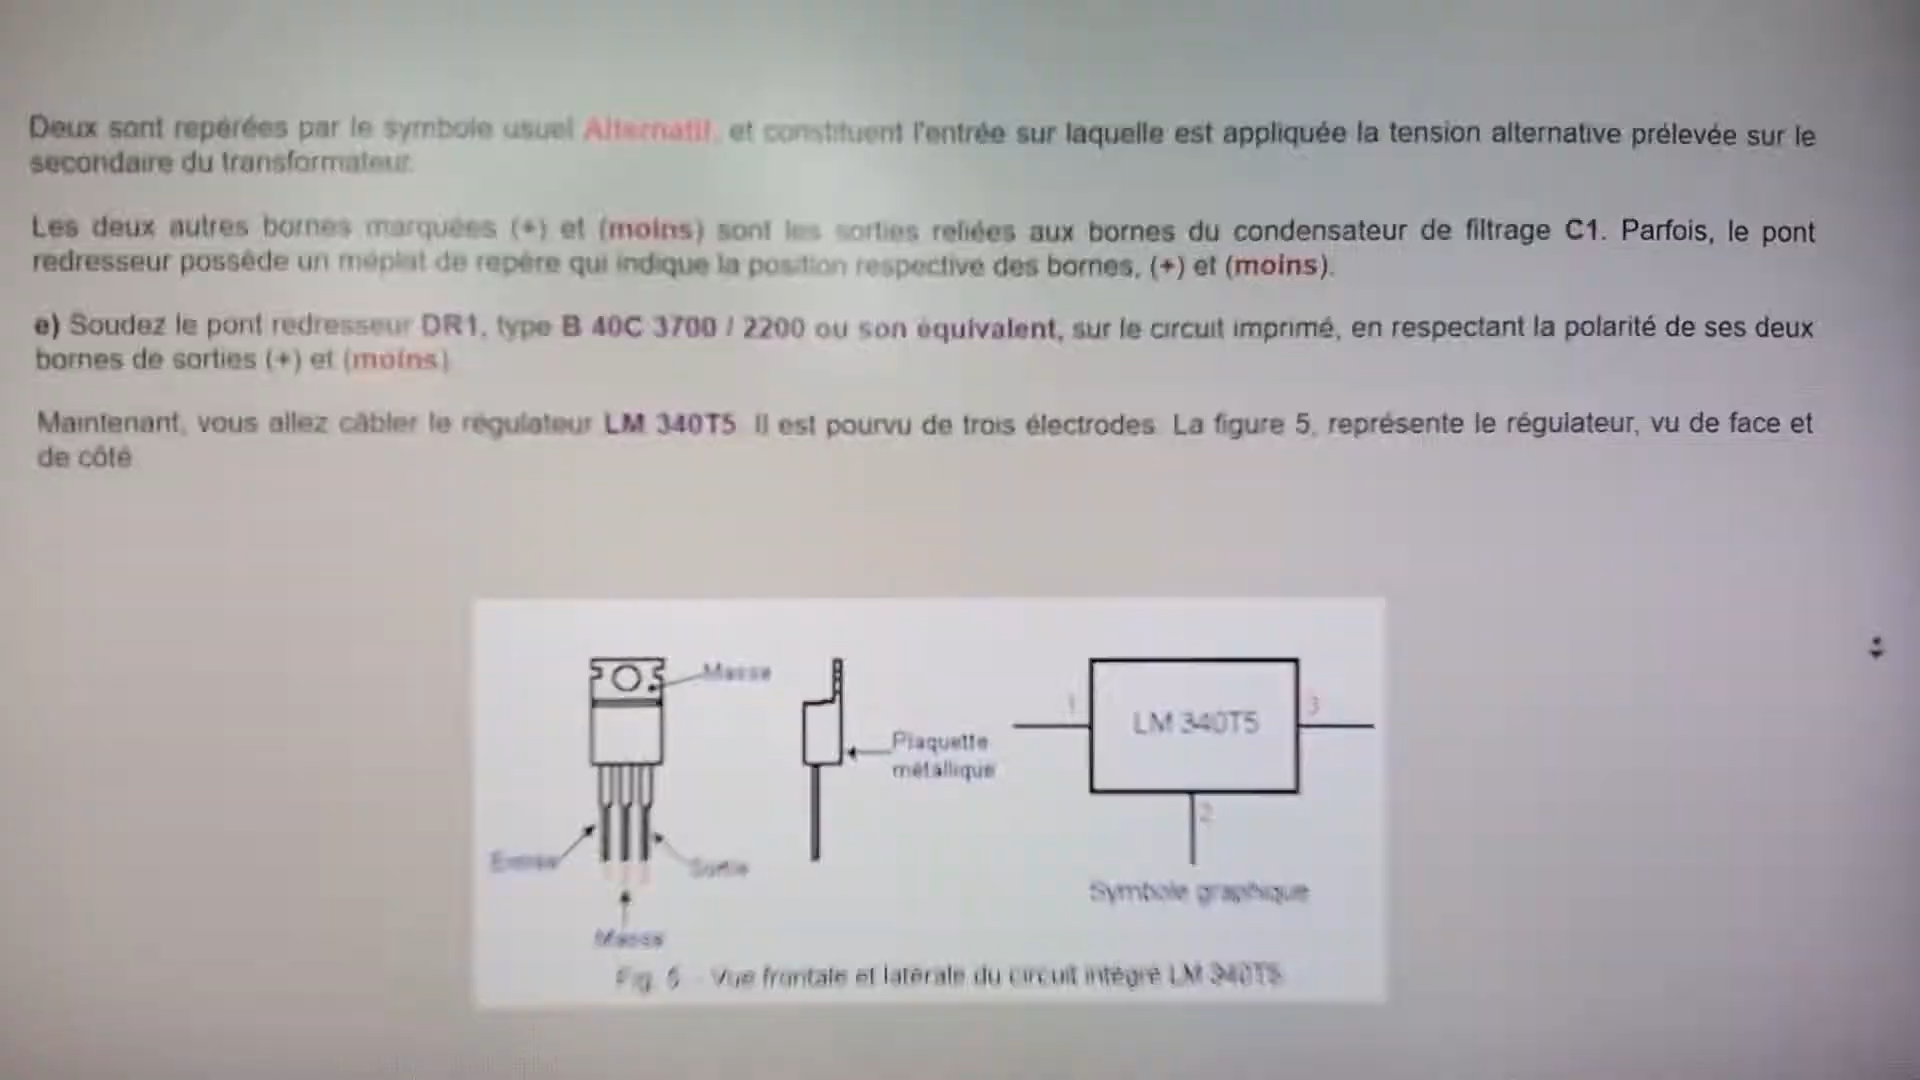 Deux sont repérées par le symbole usuel Alternatif, et constituent l'entrée sur laquelle est appliquée la tension alternative prélevée sur le
secondaire du transformateur.
Les deux autres bornes marquées (+) et (moins) sont les sorties reliées aux bornes du condensateur de filtrage C1. Parfois, le pont
redresseur possède un méplat de repère qui indique la position respective des bornes, (+) et (moins).
e) Soudez le pont redresseur DR1, type B 40C 3700 / 2200 ou son équivalent, sur le circuit imprimé, en respectant la polarité de ses deux
bornes de sorties (+) et (moins)
Maintenant, vous allez câbler le régulateur LM 340T5. Il est pourvu de trois électrodes. La figure 5, représente le régulateur, vu de face et
de côté
Masse
Plaquette
métallique
1
LM 340T5
3
2
Entrée
Sortie
Masse
Symbole graphique
Fig. 5 - Vue frontale et latérale du circuit intégré LM 340T5